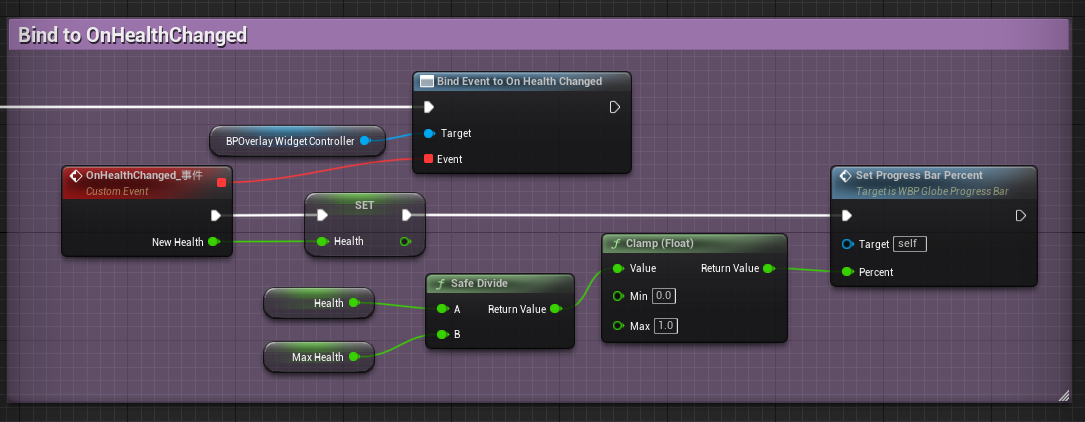 Bind to OnHealthChanged
Bind Event to On Health Changed
BPOverlay Widget Controller
Target
Event
OnHealthChanged_事件
Custom Event
New Health
SET
Health
Set Progress Bar Percent
Target is WBP Globe Progress Bar
Target self
Percent
Clamp (Float)
Value Return Value
Min 0.0
Max 1.0
Safe Divide
A Return Value
B
Health
Max Health